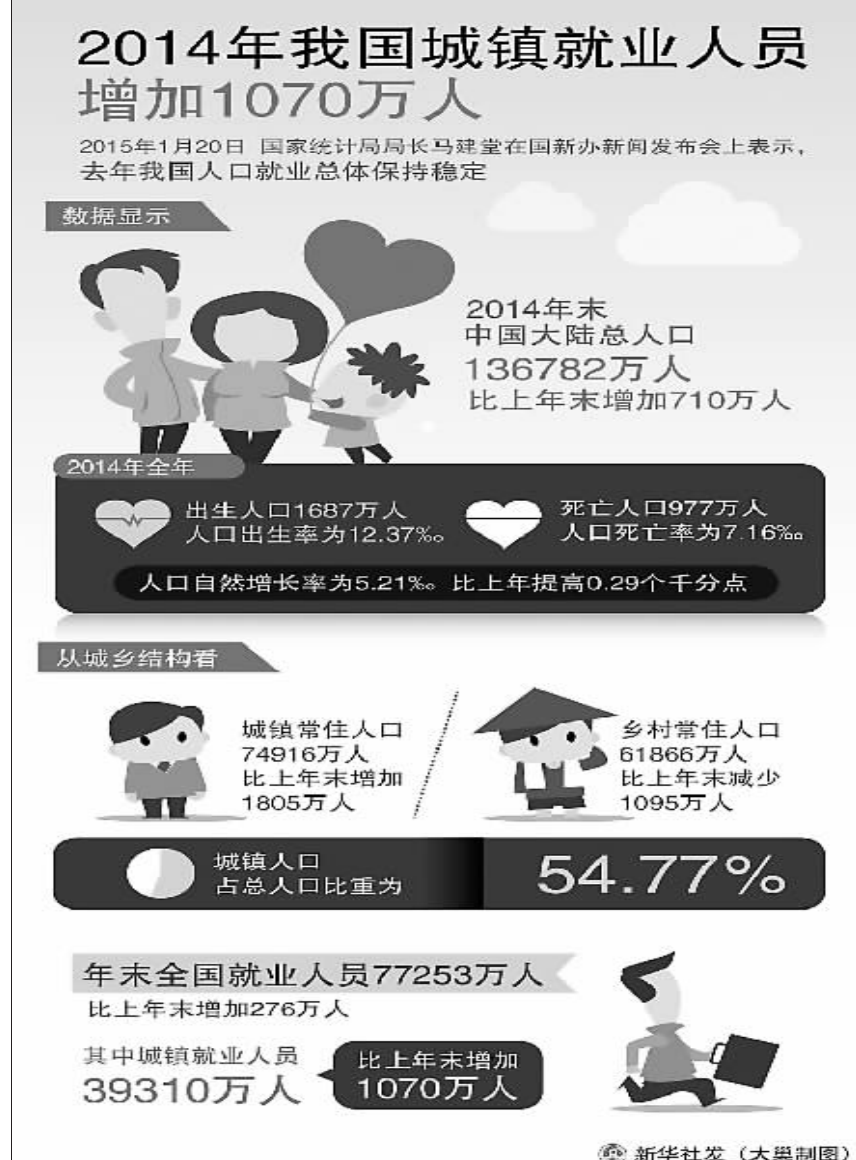 2014年我国城镇就业人员
增加1070万人
2015年1月20日 国家统计局局长马建堂在国新办新闻发布会上表示，
去年我国人口就业总体保持稳定
数据显示
2014年末
中国大陆总人口
136782万人
比上年末增加710万人
2014年全年
出生人口1687万人
人口出生率为12.37‰。
死亡人口977万人
人口死亡率为7.16‰。
人口自然增长率为5.21‰。比上年提高0.29个千分点
从城乡结构看
城镇常住人口
74916万人
比上年末增加
1805万人
乡村常住人口
61866万人
比上年末减少
1095万人
城镇人口
占总人口比重为
54.77%
年末全国就业人员77253万人
比上年末增加276万人
其中城镇就业人员
39310万人
比上年末增加
1070万人
新华社发（大巢制图）